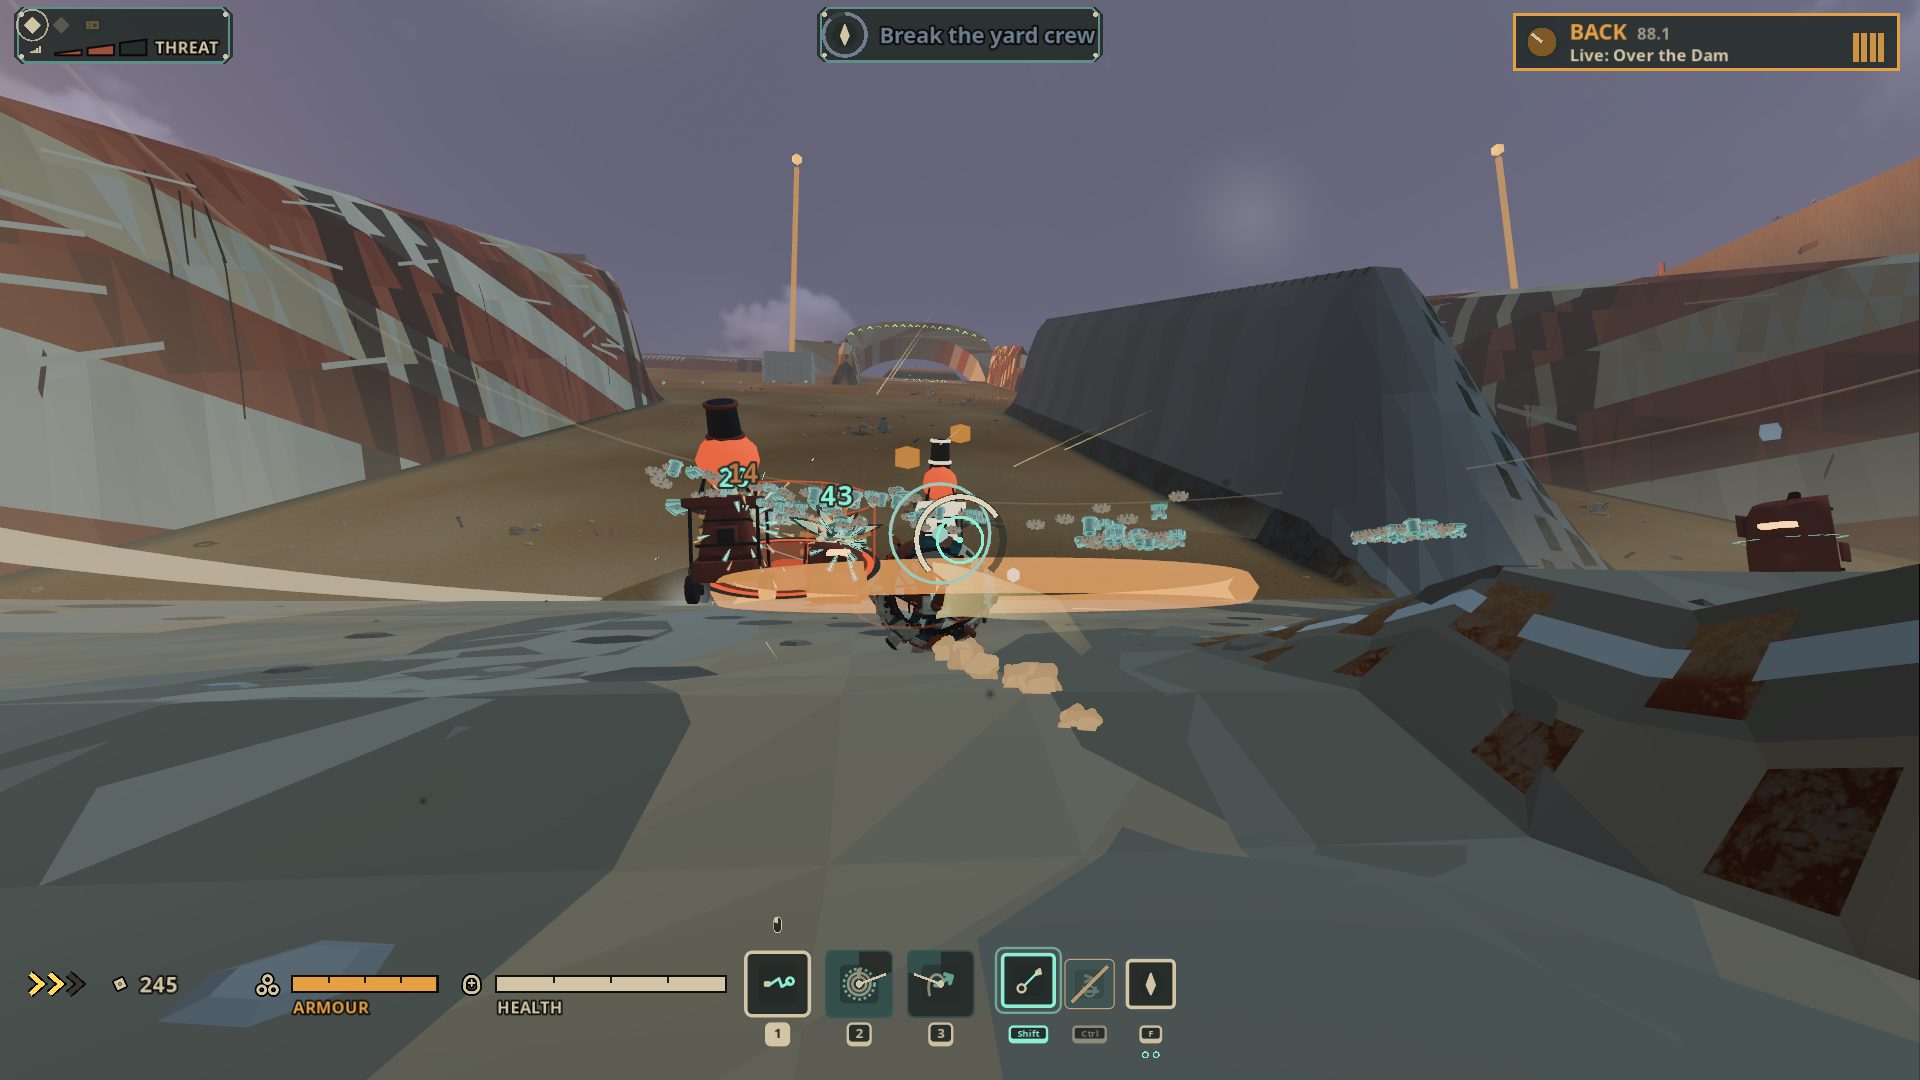 THREAT
Break the yard crew
BACK 88.1
Live: Over the Dam
14
43
245
ARMOUR
HEALTH
1
2
3
Shift
Ctrl
F